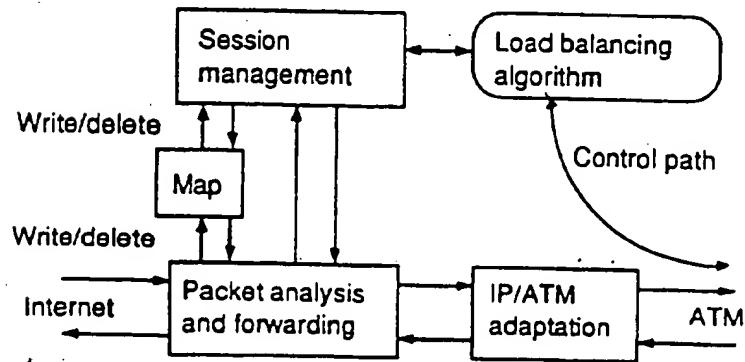 Session
management
Load balancing
algorithm
Write/delete
Control path
Map
Write/delete
Packet analysis
and forwarding
IP/ATM
adaptation
Internet
ATM